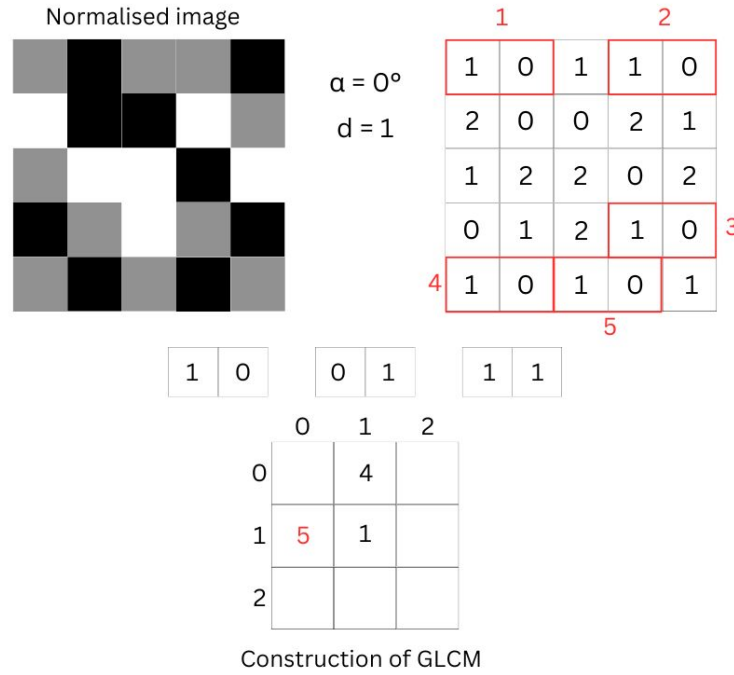 Normalised image
1 2
α = 0°
d = 1
1 0 1 1 0
2 0 0 2 1
1 2 2 0 2
0 1 2 1 0 3
4 1 0 1 0 1
5
1 0 0 1 1 1
0 1 2
0 4
1 5 1
2
Construction of GLCM